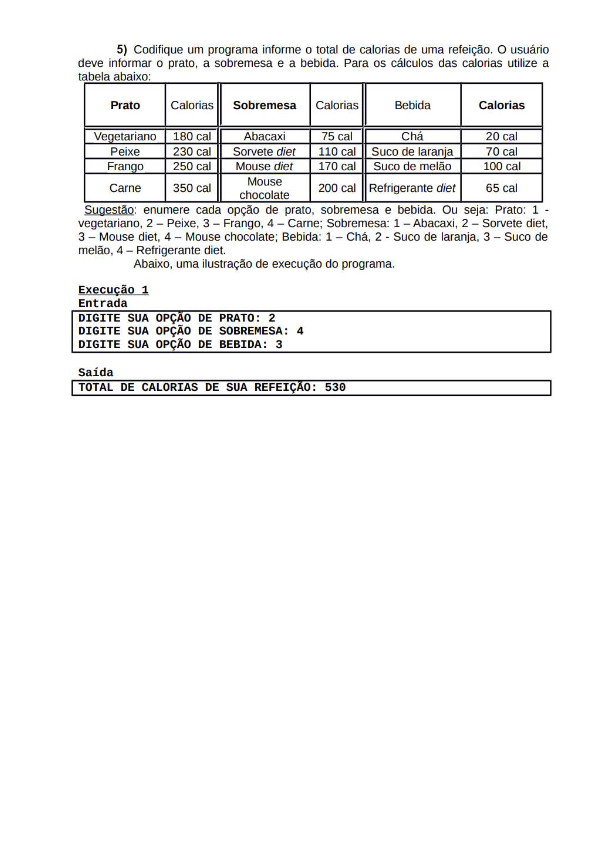 5) Codifique um programa informe o total de calorias de uma refeição. O usuário
deve informar o prato, a sobremesa e a bebida. Para os cálculos das calorias utilize a
tabela abaixo:
Prato Calorias Sobremesa Calorias Bebida Calorias
Vegetariano 180 cal Abacaxi 75 cal Chá 20 cal
Peixe 230 cal Sorvete diet 110 cal Suco de laranja 70 cal
Frango 250 cal Mouse diet 170 cal Suco de melão 100 cal
Carne 350 cal Mouse chocolate 200 cal Refrigerante diet 65 cal
Sugestão: enumere cada opção de prato, sobremesa e bebida. Ou seja: Prato: 1 -
vegetariano, 2 – Peixe, 3 – Frango, 4 – Carne; Sobremesa: 1 – Abacaxi, 2 – Sorvete diet,
3 – Mouse diet, 4 – Mouse chocolate; Bebida: 1 – Chá, 2 - Suco de laranja, 3 – Suco de
melão, 4 – Refrigerante diet.
Abaixo, uma ilustração de execução do programa.
Execução 1
Entrada
DIGITE SUA OPÇÃO DE PRATO: 2
DIGITE SUA OPÇÃO DE SOBREMESA: 4
DIGITE SUA OPÇÃO DE BEBIDA: 3
Saída
TOTAL DE CALORIAS DE SUA REFEIÇÃO: 530